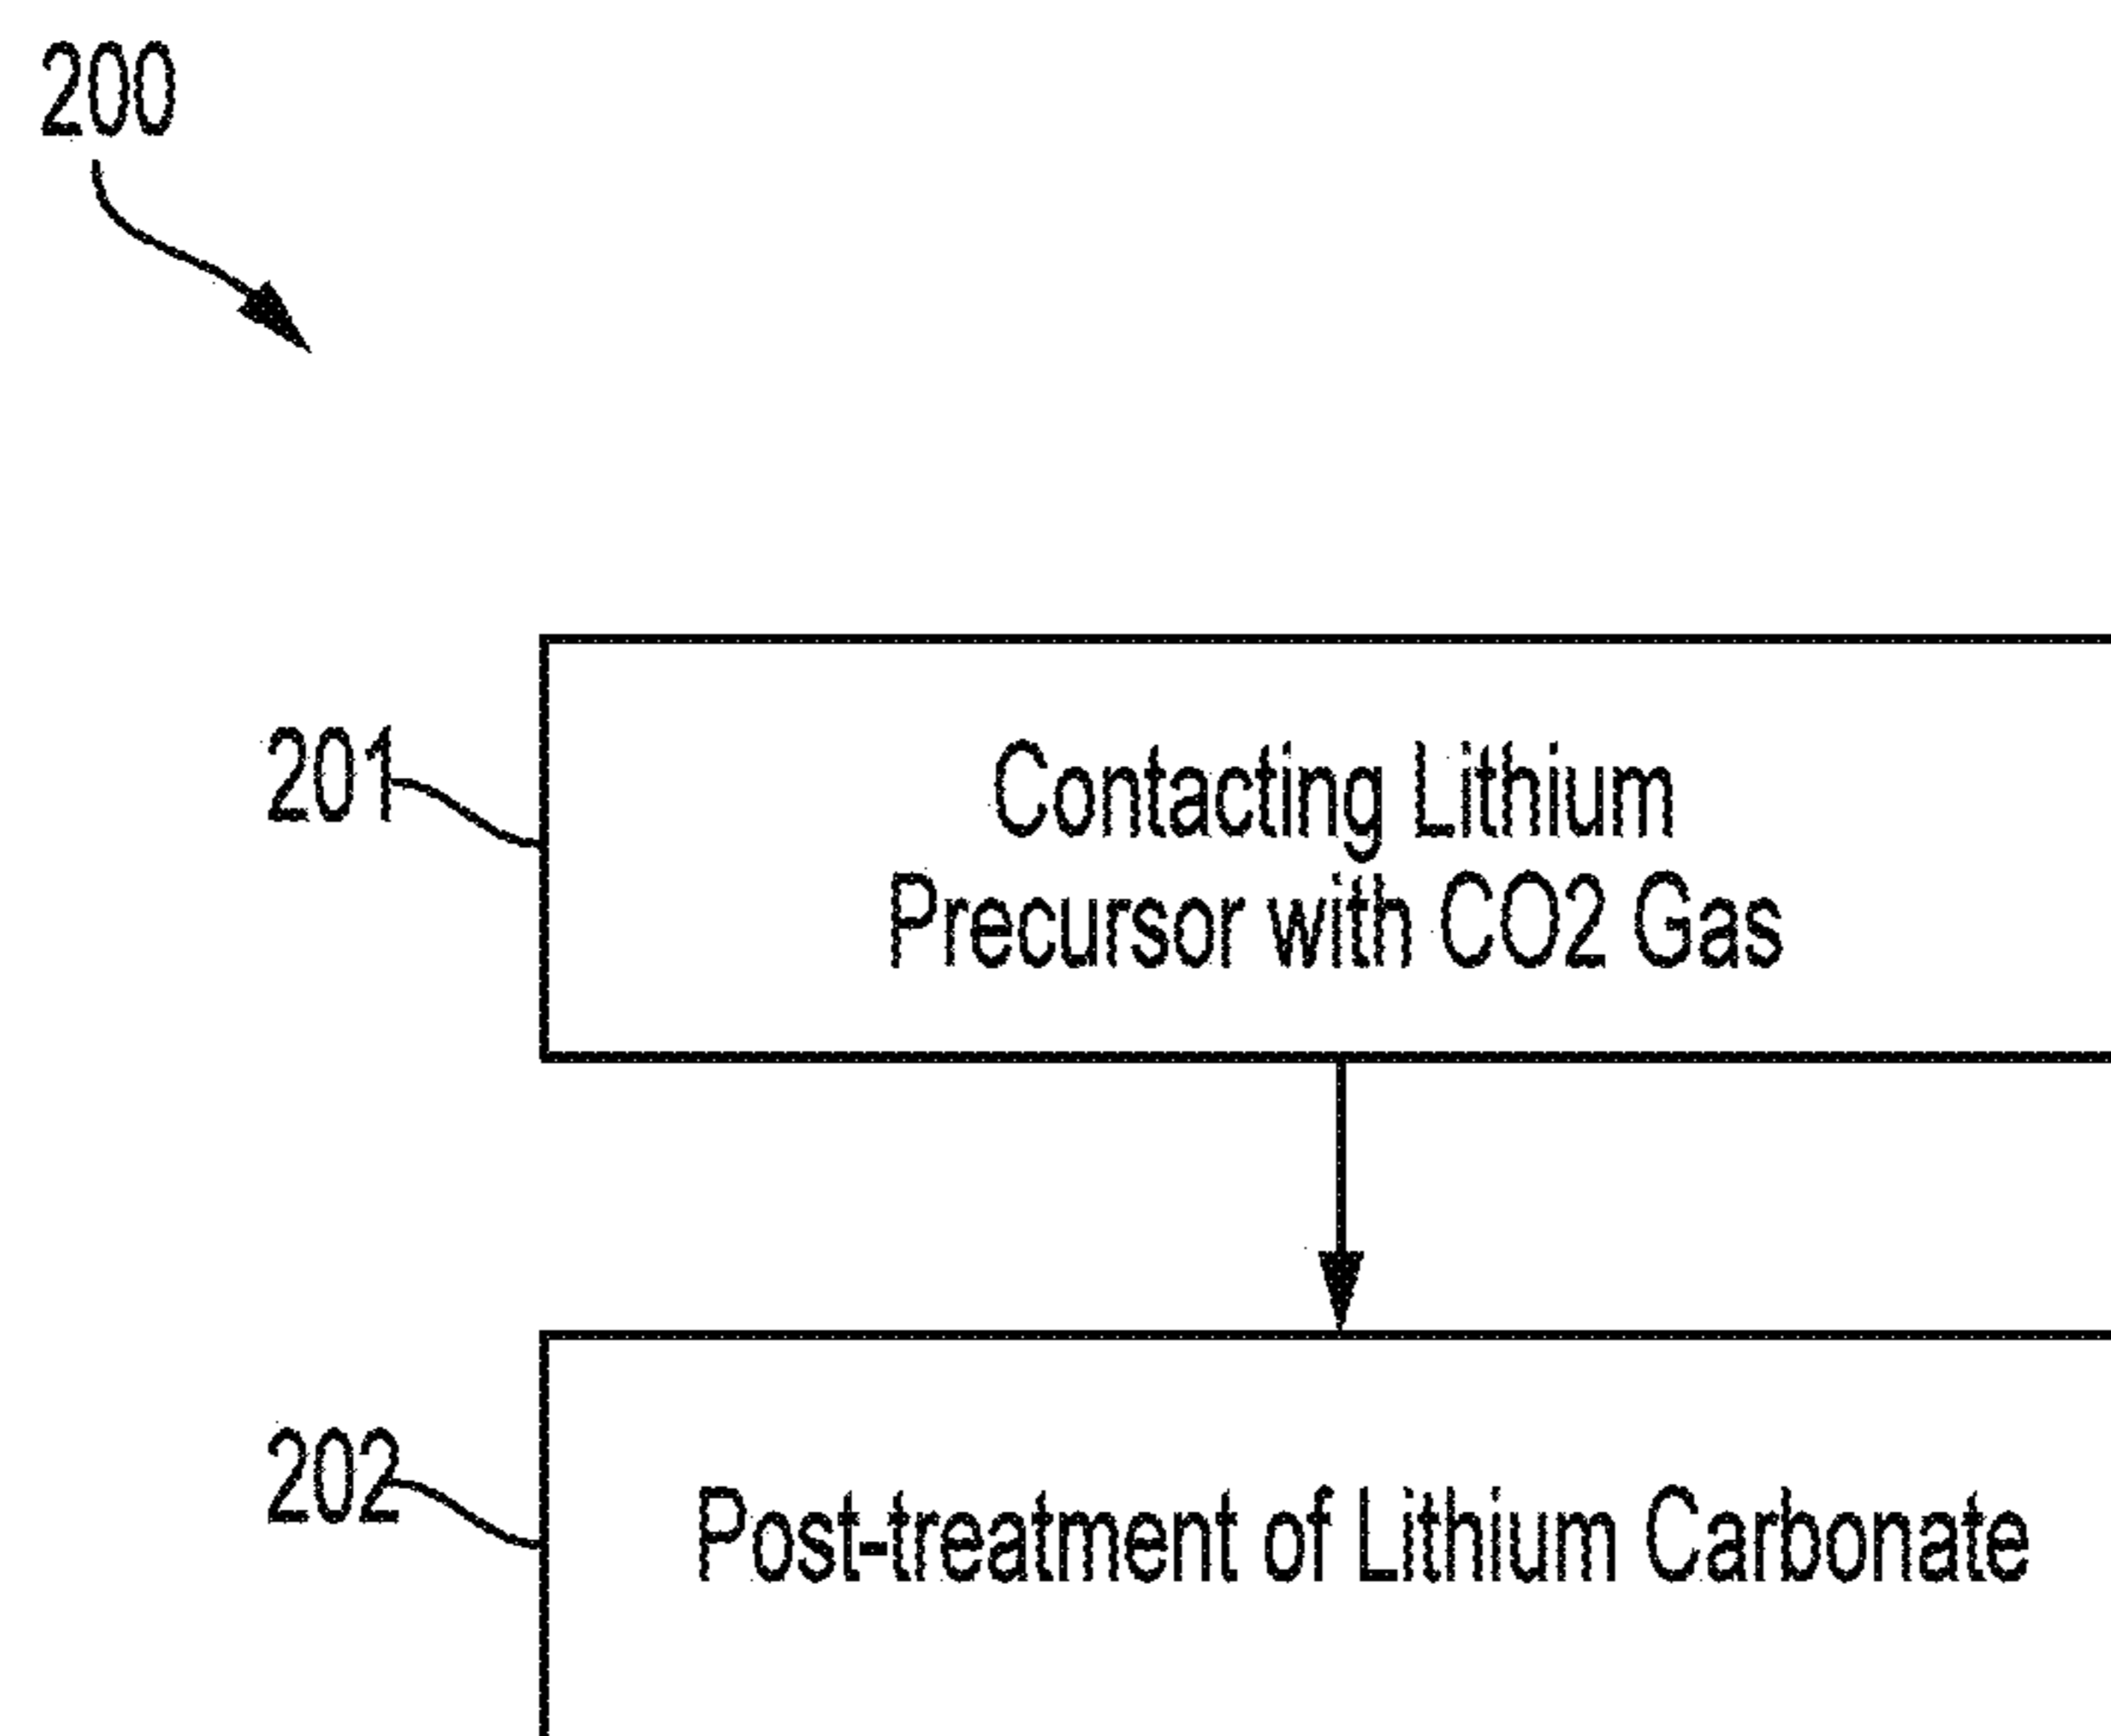 200
201
Contacting Lithium
Precursor with CO2 Gas
202
Post-treatment of Lithium Carbonate